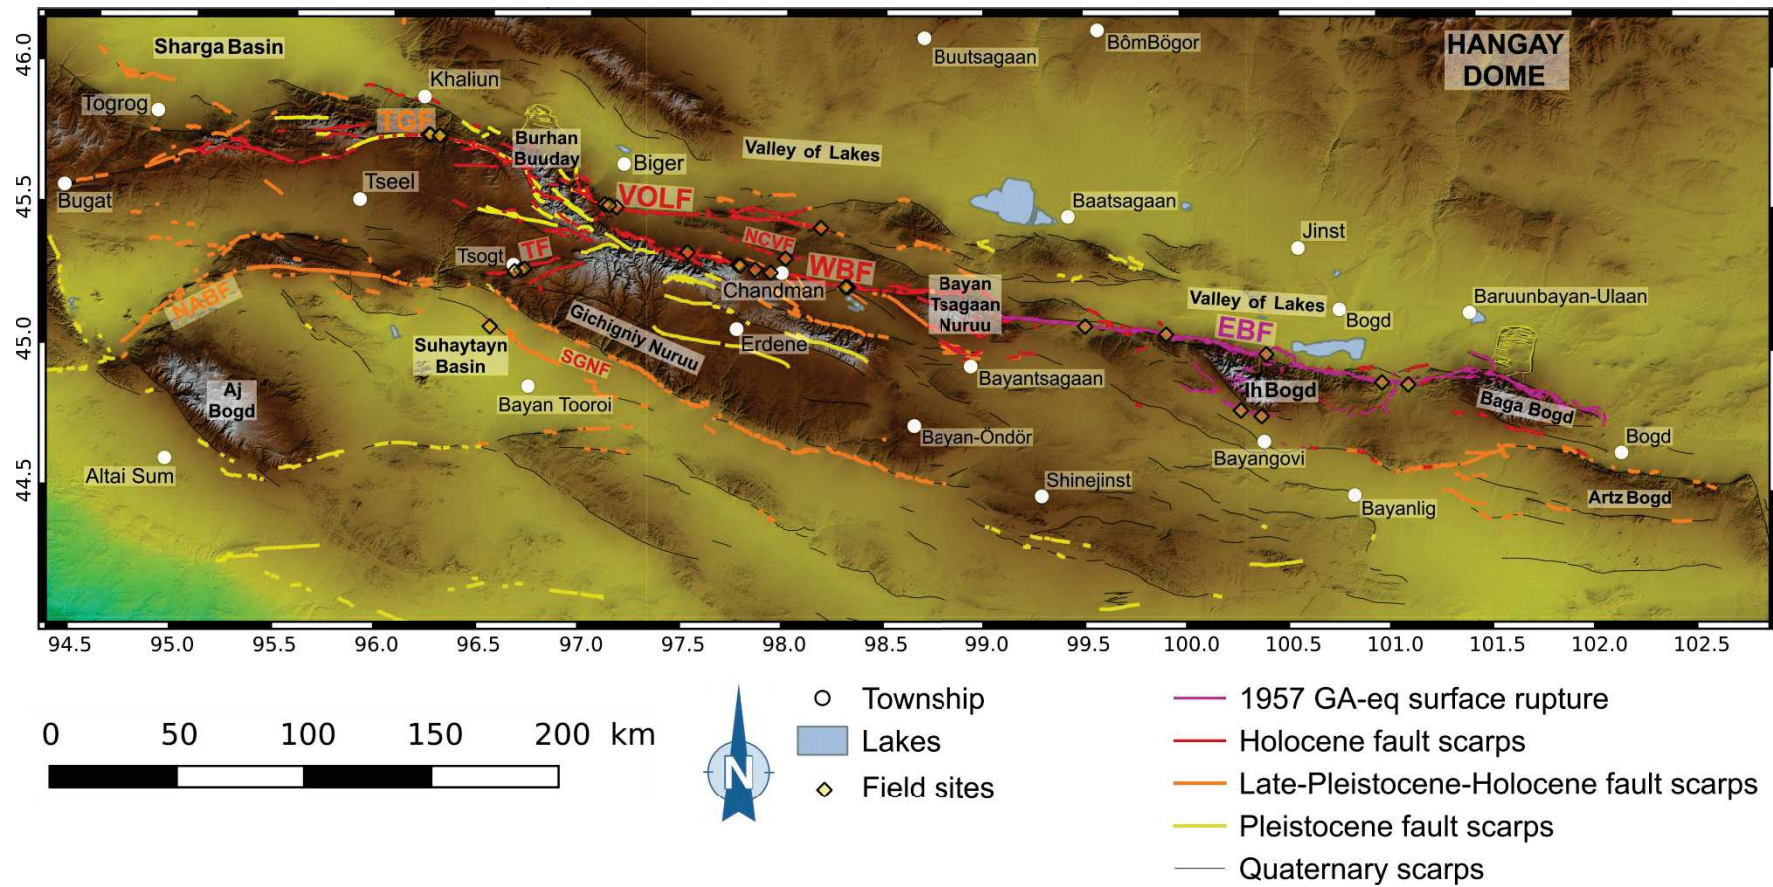 Sharga Basin
HANGAY
DOME
BömBögor
Buutsagaan
Khaliun
Togrog
TGF
Burhan
Buuday
Biger
Valley of Lakes
Bugat
Tseel
VOLF
Baatsagaan
Jinst
Tsogt
TF
NCVF
WBF
Chandman
Bayan
Tsagaan
Nuruu
Valley of Lakes
Baruunbayan-Ulaan
NABF
Gichigniy Nuruu
Erdene
EBF
Bogd
Suhaytayn
Basin
SGNF
Bayantsagaan
Aj
Bogd
Bayan Tooroi
Ih Bogd
Baga Bogd
Bayan-Öndör
Bogd
Altai Sum
Bayangovi
Shinejinst
Bayanlig
Artz Bogd
46.0
45.5
45.0
44.5
94.5 95.0 95.5 96.0 96.5 97.0 97.5 98.0 98.5 99.0 99.5 100.0 100.5 101.0 101.5 102.0 102.5
0 50 100 150 200 km
N
Township
Lakes
Field sites
1957 GA-eq surface rupture
Holocene fault scarps
Late-Pleistocene-Holocene fault scarps
Pleistocene fault scarps
Quaternary scarps